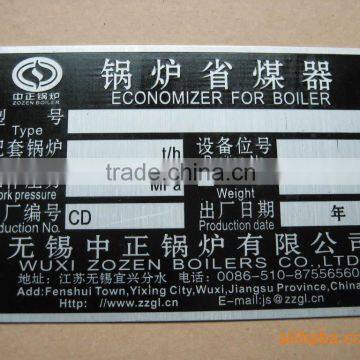 中正锅炉
ZOZEN BOILER
锅炉省煤器
ECONOMIZER FOR BOILER
型 号
Type
配套锅炉 t/h 设备位号
MPa
Work pressure Weight
厂编号 CD 出厂日期 年
Production No. Production date
无锡中正锅炉有限公司
WUXI ZOZEN BOILERS CO.,LTD
地址：江苏无锡宜兴分水 电话：0086-510-87556560
Add:Fenshui Town,Yixing City,Wuxi,Jiangsu Province,China
Http://www.zzgl.cn E-mail:js@zzgl.cn
tradekey.com